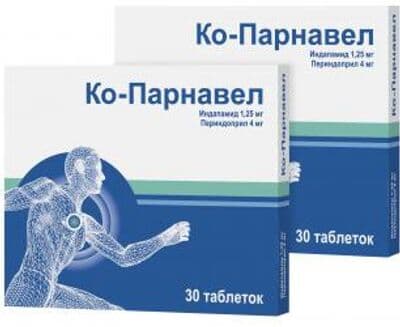 Ко-Парнавел
Индапамид 1,25 мг
Периндоприл 4 мг
30 таблеток
Ко-Парнавел
Индапамид 1,25 мг
Периндоприл 4 мг
30 таблеток